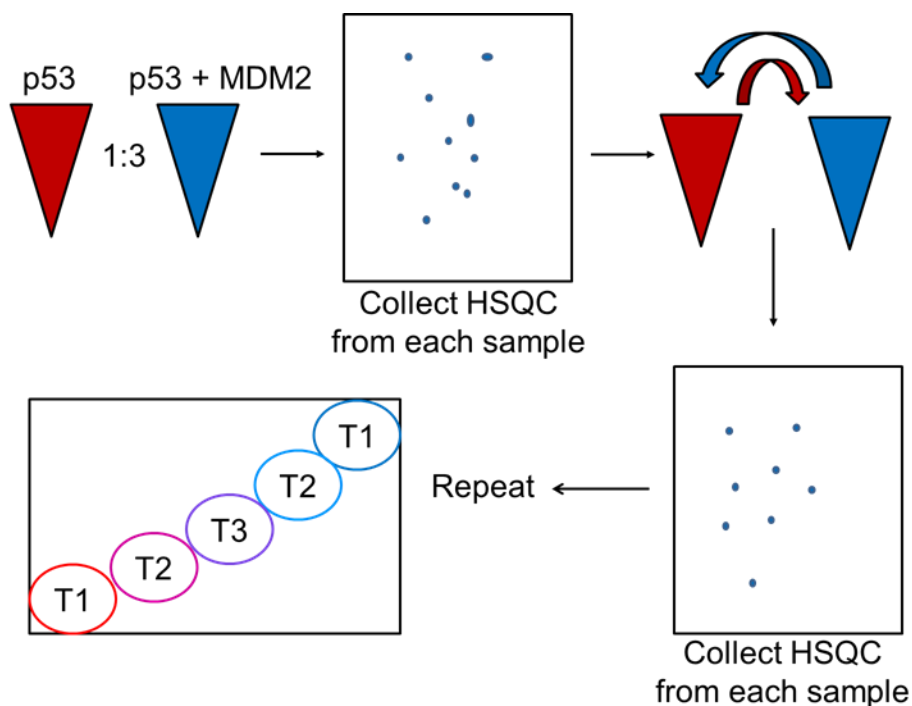 p53
p53 + MDM2
1:3
Collect HSQC
from each sample
T1
T2
T3
T2
T1
Repeat
Collect HSQC
from each sample